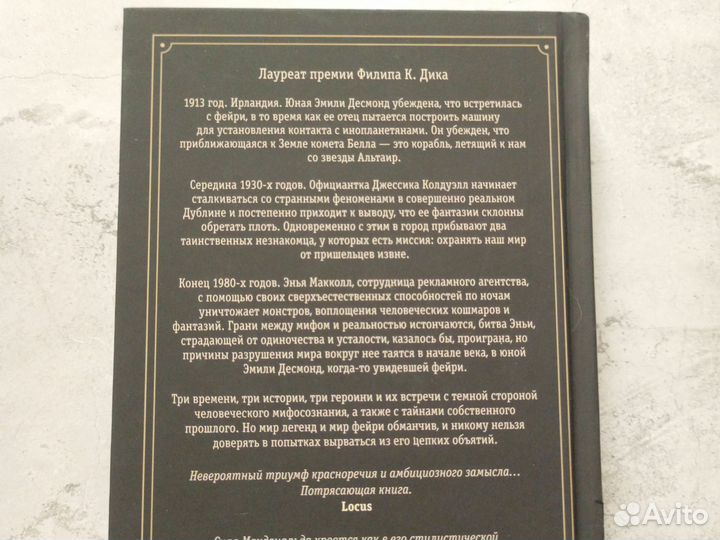 Лауреат премии Филипа К. Дика
1913 год. Ирландия. Юная Эмили Десмонд убеждена, что встретилась
с фейри, в то время как ее отец пытается построить машину
для установления контакта с инопланетянами. Он убежден, что
приближающаяся к Земле комета Белла — это корабль, летящий к нам
со звезды Альтаир.
Середина 1930-х годов. Официантка Джессика Колдуэлл начинает
сталкиваться со странными феноменами в совершенно реальном
Дублине и постепенно приходит к выводу, что ее фантазии склонны
обретать плоть. Одновременно с этим в город прибывают два
таинственных незнакомца, у которых есть миссия: охранять наш мир
от пришельцев извне.
Конец 1980-х годов. Энья Макколл, сотрудница рекламного агентства,
с помощью своих сверхъестественных способностей по ночам
уничтожает монстров, воплощения человеческих кошмаров и
фантазий. Грани между мифом и реальностью истончаются, битва Эньи,
страдающей от одиночества и усталости, казалось бы, проиграна, но
причины разрушения мира вокруг нее таятся в начале века, в юной
Эмили Десмонд, когда-то увидевшей фейри.
Три времени, три истории, три героини и их встречи с темной стороной
человеческого мифосознания, а также с тайнами собственного
прошлого. Но мир легенд и мир фейри обманчив, и никому нельзя
доверять в попытках вырваться из его цепких объятий.
Невероятный триумф красноречия и амбициозного замысла...
Потрясающая книга.
Locus
Сила Макдональда кроется как в его стилистической
Avito